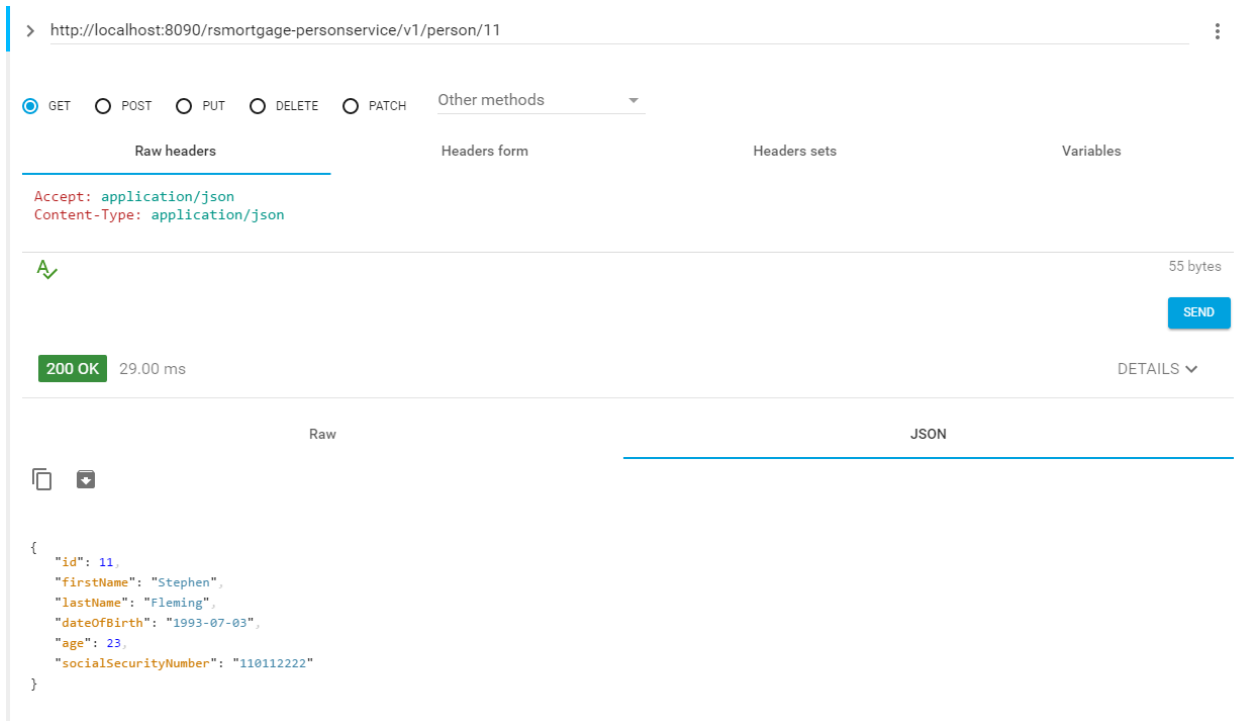 http://localhost:8090/rsmortgage-personservice/v1/person/11
GET POST PUT DELETE PATCH Other methods
Raw headers Headers form Headers sets Variables
Accept: application/json
Content-Type: application/json
55 bytes
SEND
200 OK 29.00 ms DETAILS
Raw JSON
{
"id": 11,
"firstName": "Stephen",
"lastName": "Fleming",
"dateOfBirth": "1993-07-03",
"age": 23,
"socialSecurityNumber": "110112222"
}